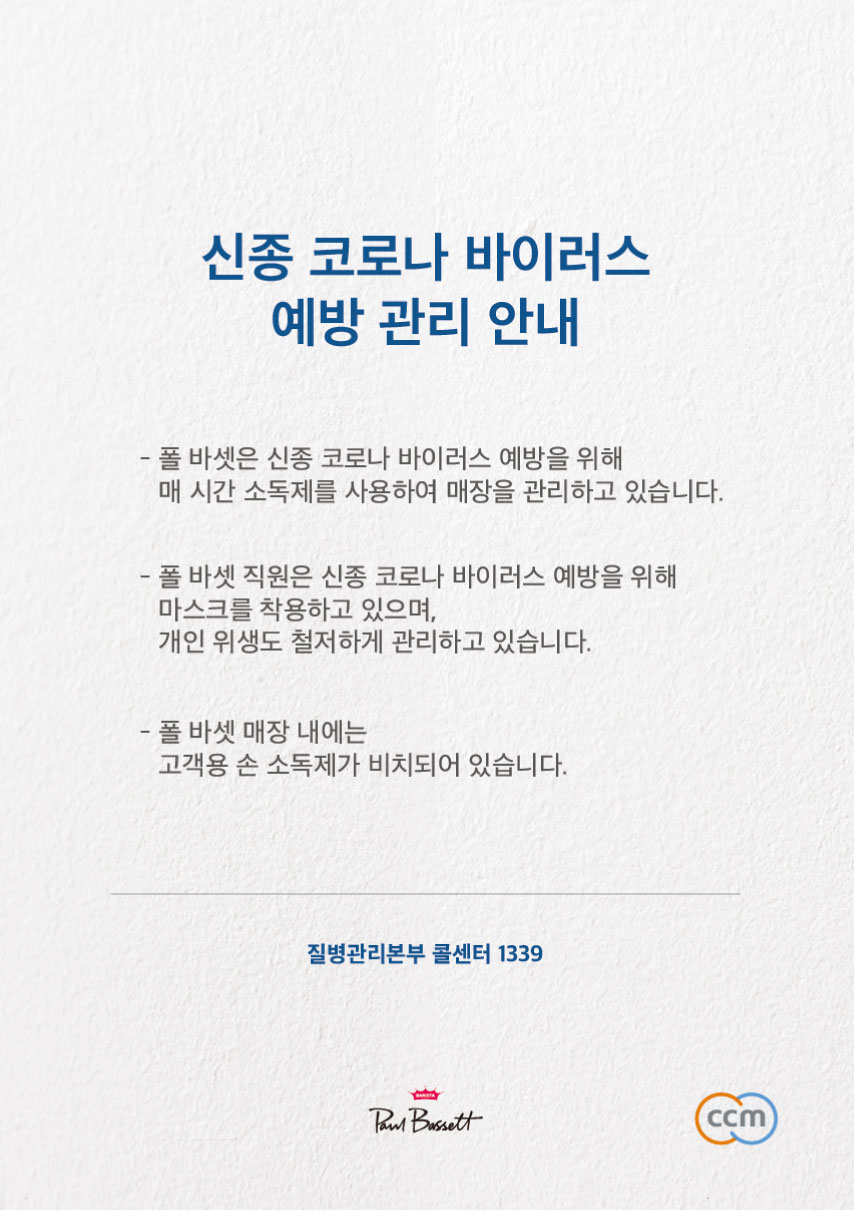 신종 코로나 바이러스
예방 관리 안내
- 폴 바셋은 신종 코로나 바이러스 예방을 위해
매 시간 소독제를 사용하여 매장을 관리하고 있습니다.
- 폴 바셋 직원은 신종 코로나 바이러스 예방을 위해
마스크를 착용하고 있으며,
개인 위생도 철저하게 관리하고 있습니다.
- 폴 바셋 매장 내에는
고객용 손 소독제가 비치되어 있습니다.
질병관리본부 콜센터 1339
BARISTA
Paul Bassett
ccm